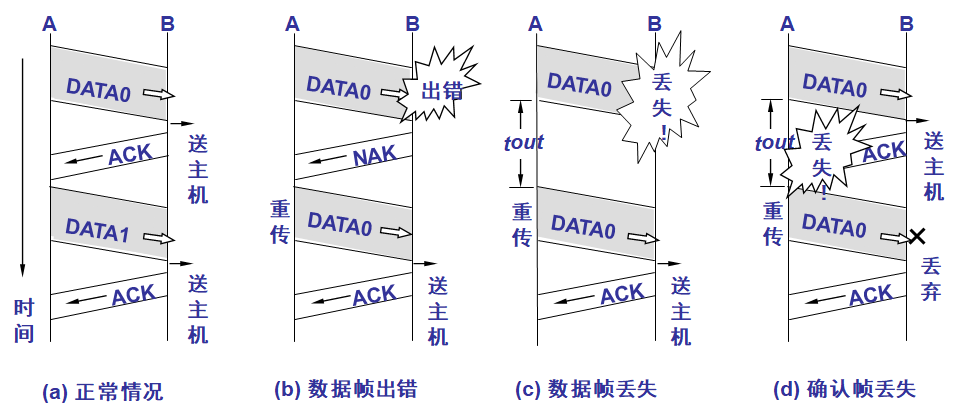 A
B
DATA0
送主机
ACK
DATA1
送主机
ACK
时间
(a) 正常情况
A
B
DATA0
出错
NAK
重传
DATA0
送主机
ACK
(b) 数据帧出错
A
B
DATA0
丢失!
tout
重传
DATA0
送主机
ACK
(c) 数据帧丢失
A
B
DATA0
tout
丢失!
ACK
送主机
重传
DATA0
丢弃
ACK
(d) 确认帧丢失